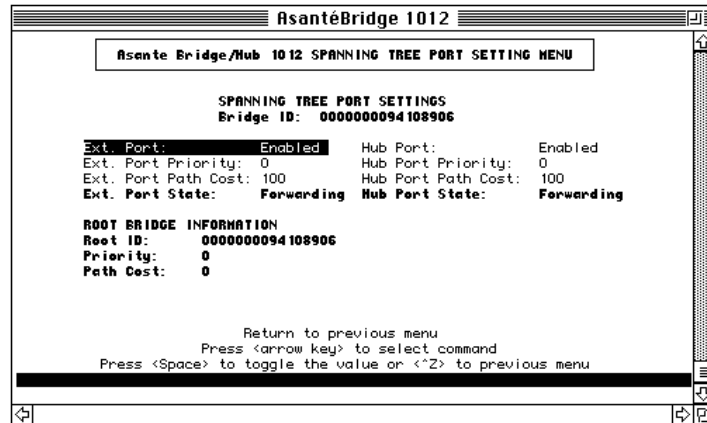 AsantéBridge 1012
Asante Bridge/Hub 1012 SPANNING TREE PORT SETTING MENU
SPANNING TREE PORT SETTINGS
Bridge ID: 0000000094108906
Ext. Port: Enabled Hub Port: Enabled
Ext. Port Priority: 0 Hub Port Priority: 0
Ext. Port Path Cost: 100 Hub Port Path Cost: 100
Ext. Port State: Forwarding Hub Port State: Forwarding
ROOT BRIDGE INFORMATION
Root ID: 0000000094108906
Priority: 0
Path Cost: 0
Return to previous menu
Press <arrow key> to select command
Press <Space> to toggle the value or <^Z> to previous menu